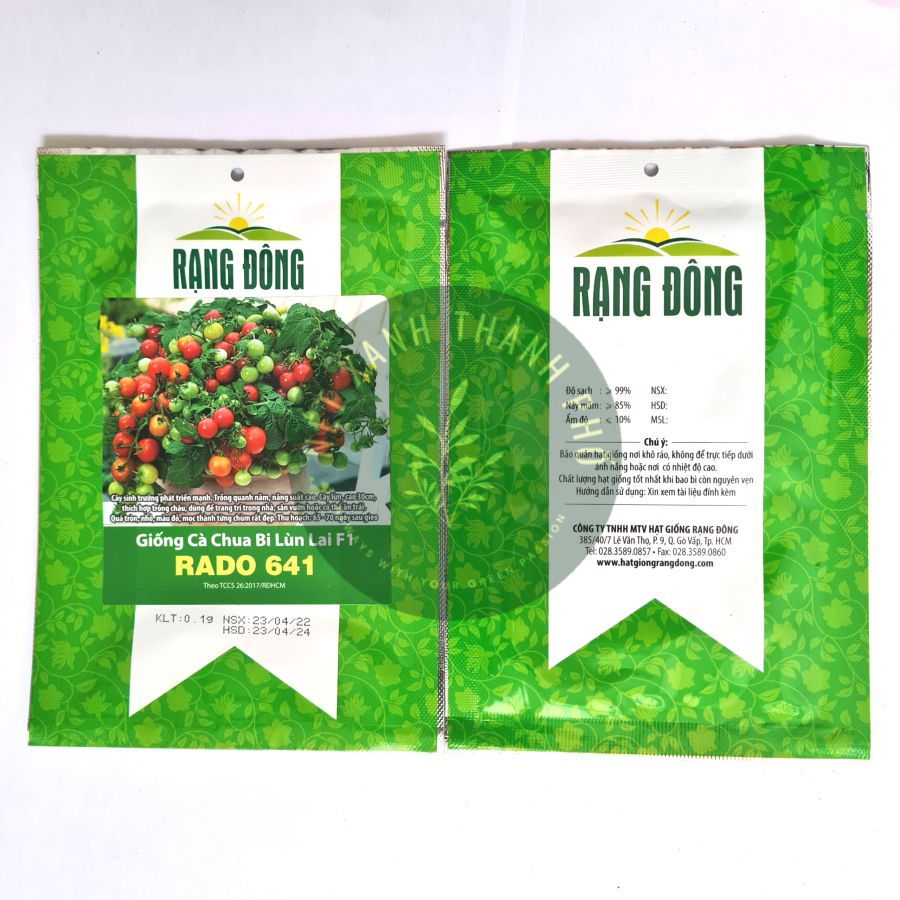 RẠNG ĐÔNG
Cây sinh trưởng phát triển mạnh. Trồng quanh năm, năng suất cao. Cây lùn, cao 30cm,
thích hợp trồng chậu, dùng để trang trí trong nhà, sân vườn hoặc có thể ăn trái.
Quả tròn, nhỏ, màu đỏ, mọc thành từng chùm rất đẹp. Thu hoạch: 65 -70 ngày sau gieo
Giống Cà Chua Bi Lùn Lai F1
RADO 641
Theo TCCS 26:2017/RDHCM
KLT:0.1g NSX:23/04/22
HSD:23/04/24
RẠNG ĐÔNG
Độ sạch : ⩾ 99% NSX:
Nảy mầm : ⩾ 85% HSD:
Ẩm độ : ⩽ 10% MSL:
Chú ý:
Bảo quản hạt giống nơi khô ráo, không để trực tiếp dưới
ánh nắng hoặc nơi có nhiệt độ cao.
Chất lượng hạt giống tốt nhất khi bao bì còn nguyên vẹn
Hướng dẫn sử dụng: Xin xem tài liệu đính kèm
CÔNG TY TNHH MTV HẠT GIỐNG RẠNG ĐÔNG
385/40/7 Lê Văn Thọ, P. 9, Q. Gò Vấp, Tp. HCM
Tel: 028.3589.0857 • Fax: 028.3589.0860
www.hatgiongrangdong.com
ANH THÀNH PHỐ
WITH YOUR GREEN